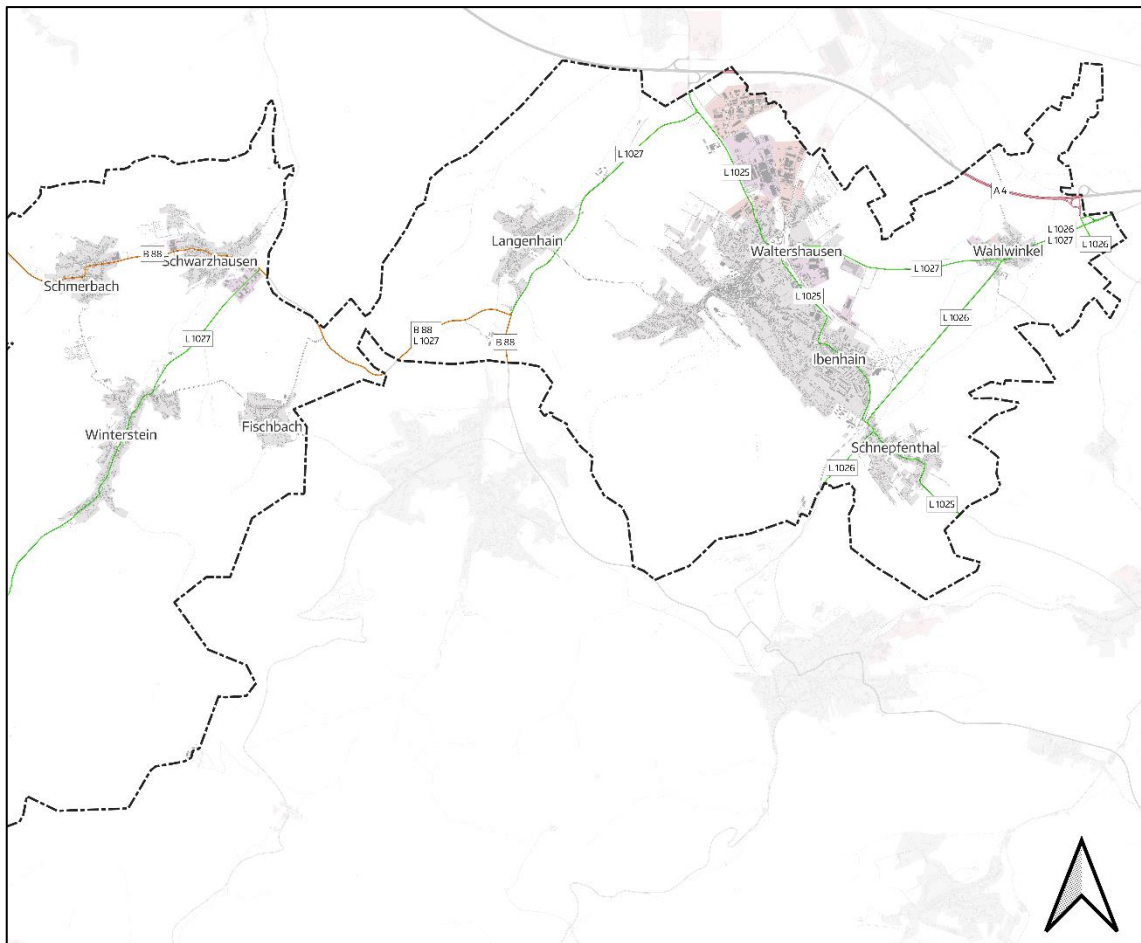 L 1027
L 1025
A 4
L 1026
L 1027
L 1026
Langenhain
Waltershausen
Wahlwinkel
B 88
Schwarzhausen
L 1027
Schmerbach
L 1025
L 1026
B 88
L 1027
L 1027
B 88
Ibenhain
Fischbach
Winterstein
Schnepfenthal
L 1026
L 1025